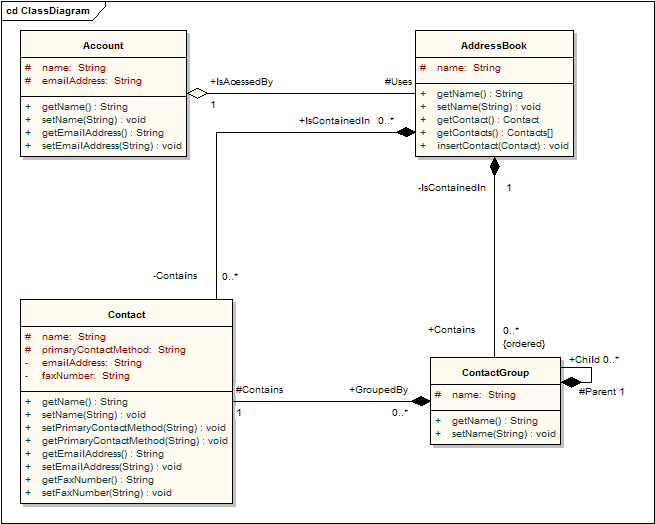 cd ClassDiagram
Account
# name: String
# emailAddress: String
+ getName() : String
+ setName(String) : void
+ getEmailAddress() : String
+ setEmailAddress(String) : void
+IsAcessedBy
1
#Uses
AddressBook
# name: String
+ getName() : String
+ setName(String) : void
+ getContact() : Contact
+ getContacts() : Contacts[]
+ insertContact(Contact) : void
+IsContainedIn 0..*
-IsContainedIn 1
-Contains 0..*
+Contains 0..*
{ordered}
Contact
# name: String
# primaryContactMethod: String
- emailAddress: String
- faxNumber: String
+ getName() : String
+ setName(String) : void
+ setPrimaryContactMethod(String) : void
+ getPrimaryContactMethod(String) : void
+ getEmailAddress() : String
+ setEmailAddress(String) : void
+ getFaxNumber() : String
+ setFaxNumber(String) : void
#Contains
1
+GroupedBy
0..*
ContactGroup
# name: String
+ getName() : String
+ setName(String) : void
+Child 0..*
#Parent 1